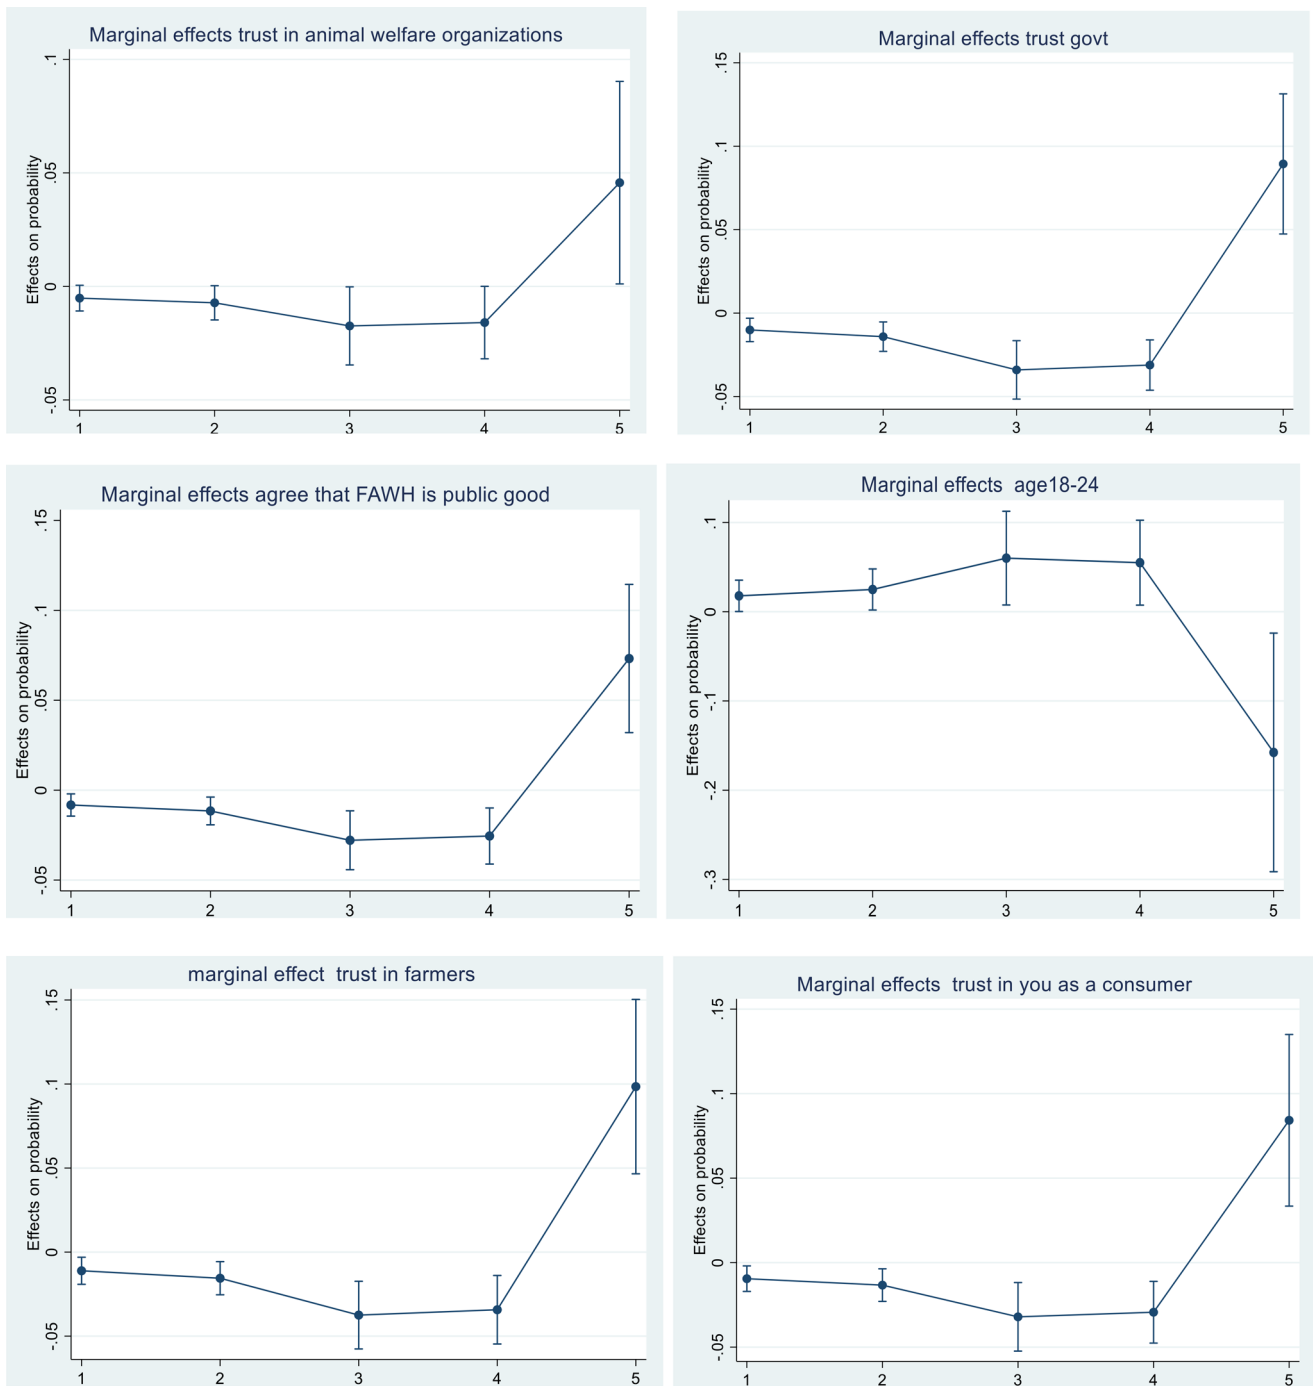 Marginal effects trust in animal welfare organizations
Effects on probability
.1
.05
0
-.05
1 2 3 4 5
Marginal effects trust govt
Effects on probability
.15
.1
.05
0
-.05
1 2 3 4 5
Marginal effects agree that FAWH is public good
Effects on probability
.15
.1
.05
0
-.05
1 2 3 4 5
Marginal effects age18-24
Effects on probability
.1
0
-.1
-.2
-.3
1 2 3 4 5
marginal effect trust in farmers
Effects on probability
.15
.1
.05
0
-.05
1 2 3 4 5
Marginal effects trust in you as a consumer
Effects on probability
.15
.1
.05
0
-.05
1 2 3 4 5